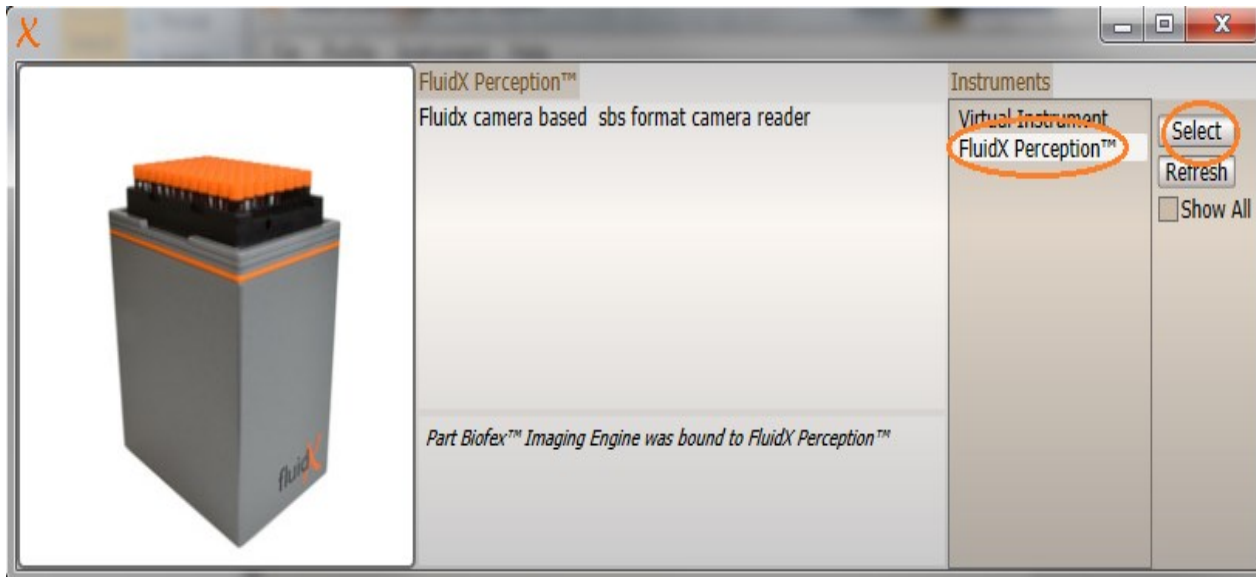 X
FluidX Perception™
Fluidx camera based sbs format camera reader
Part Biofex™ Imaging Engine was bound to FluidX Perception™
fluidX
Instruments
Virtual Instrument
FluidX Perception™
Select
Refresh
Show All